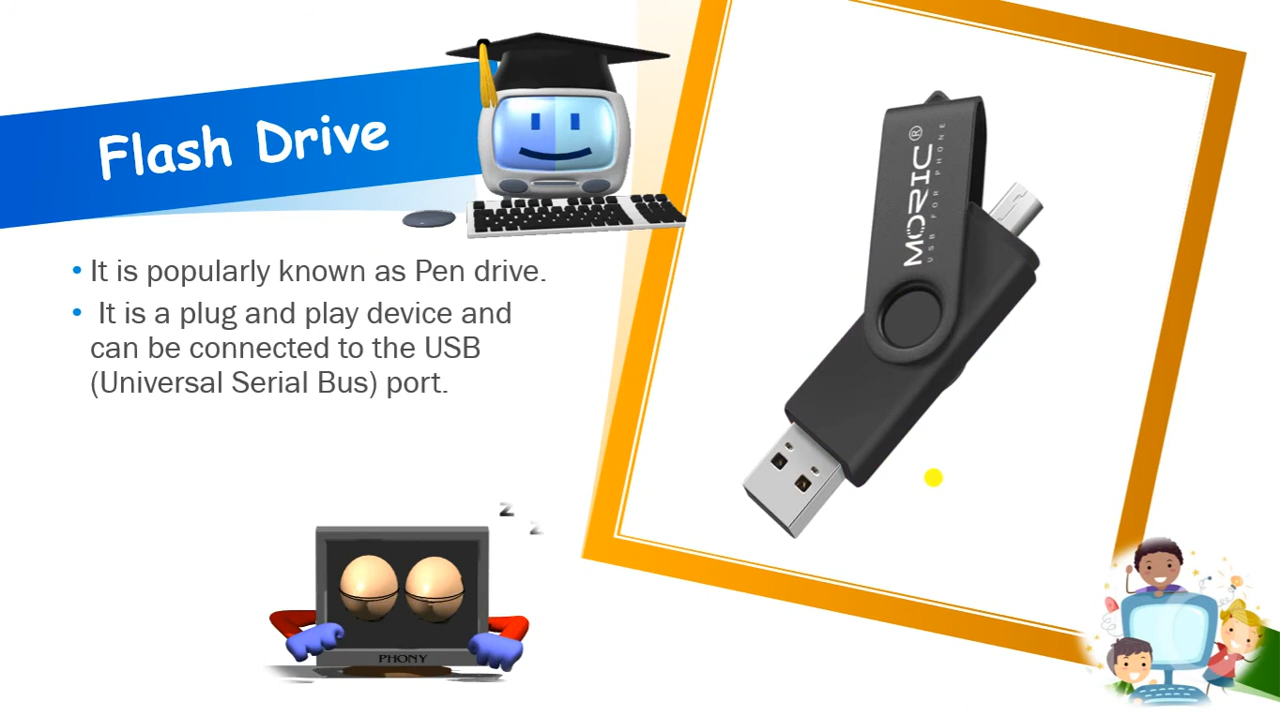 Flash Drive
• It is popularly known as Pen drive.
• It is a plug and play device and
can be connected to the USB
(Universal Serial Bus) port.
MORIC®
USB FOR PHONE
z
z
PHONY